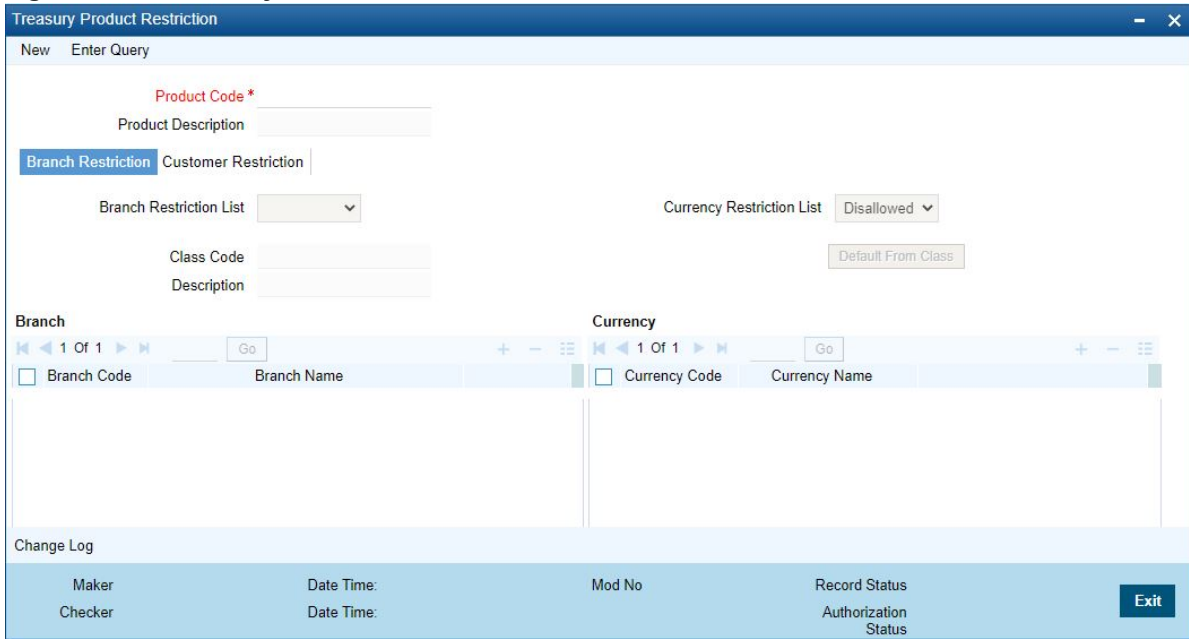 Treasury Product Restriction
New Enter Query
Product Code *
Product Description
Branch Restriction Customer Restriction
Branch Restriction List Currency Restriction List Disallowed
Class Code Default From Class
Description
Branch Currency
1 Of 1 Go 1 Of 1 Go
Branch Code Branch Name Currency Code Currency Name
Change Log
Maker Date Time: Mod No Record Status
Exit
Checker Date Time: Authorization
Status